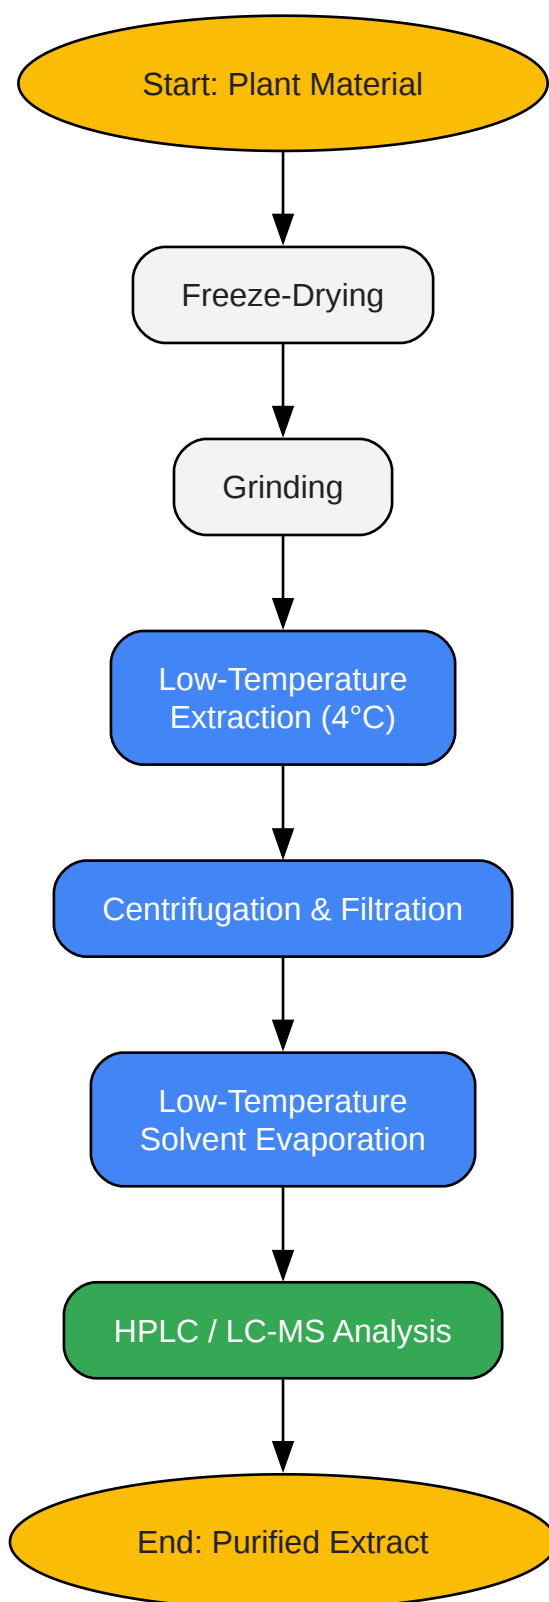 Start: Plant Material
Freeze-Drying
Grinding
Low-Temperature
Extraction (4°C)
Centrifugation & Filtration
Low-Temperature
Solvent Evaporation
HPLC / LC-MS Analysis
End: Purified Extract